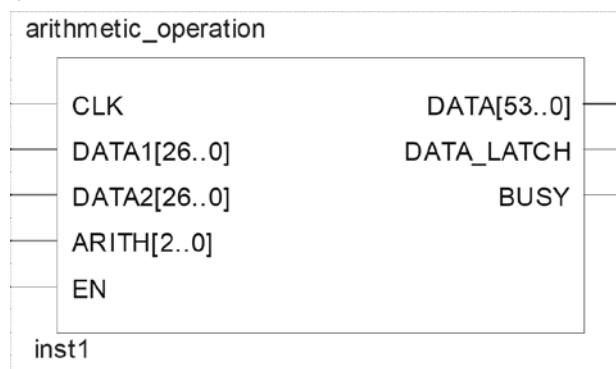 arithmetic_operation
CLK DATA[53..0]
DATA1[26..0] DATA_LATCH
DATA2[26..0] BUSY
ARITH[2..0]
EN
inst1